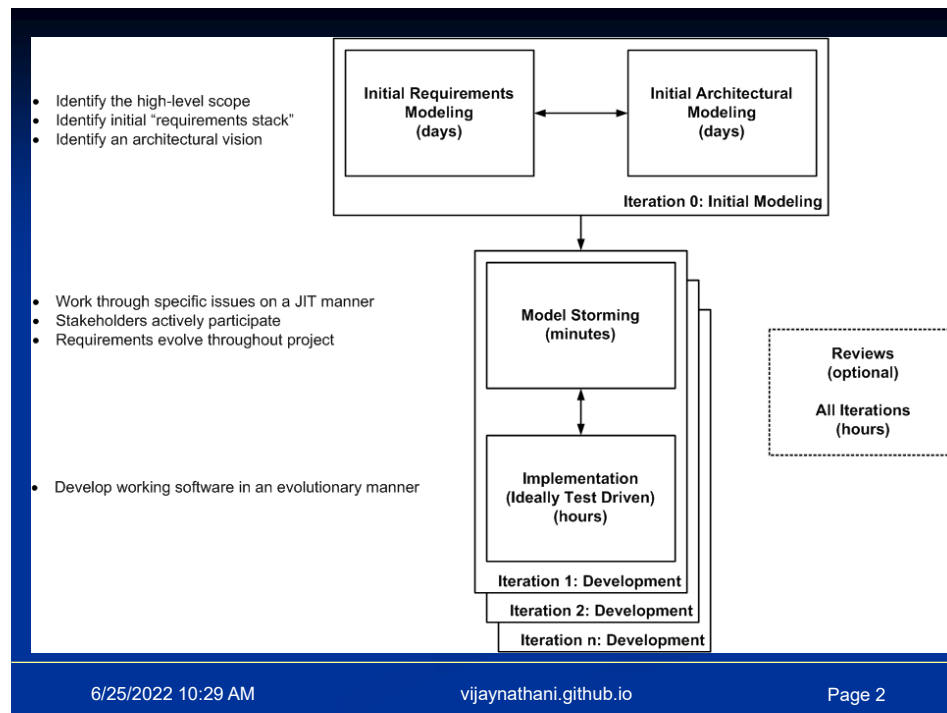 • Identify the high-level scope
• Identify initial “requirements stack”
• Identify an architectural vision
Initial Requirements
Modeling
(days)
Initial Architectural
Modeling
(days)
Iteration 0: Initial Modeling
• Work through specific issues on a JIT manner
• Stakeholders actively participate
• Requirements evolve throughout project
Model Storming
(minutes)
Reviews
(optional)
All Iterations
(hours)
• Develop working software in an evolutionary manner
Implementation
(Ideally Test Driven)
(hours)
Iteration 1: Development
Iteration 2: Development
Iteration n: Development
6/25/2022 10:29 AM
vijaynathani.github.io
Page 2